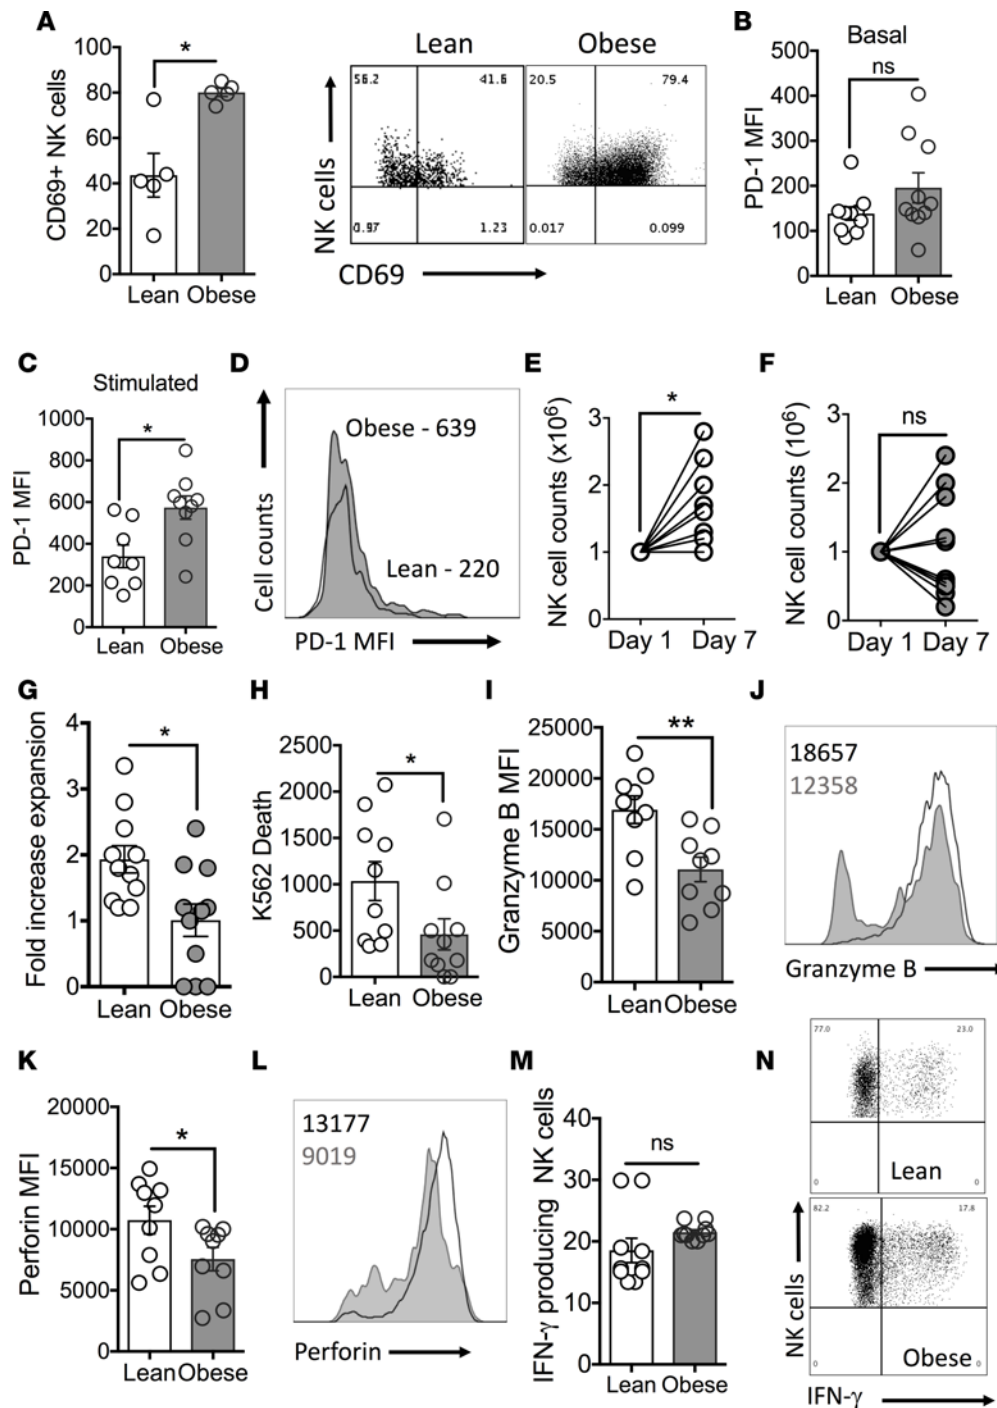 A
CD69+ NK cells
100
80
60
40
20
0
*
Lean Obese
Lean
Obese
41.6
20.5
79.4
1.23
0.017
0.099
NK cells
CD69
B
Basal
ns
PD-1 MFI
500
400
300
200
100
0
Lean Obese
C
Stimulated
*
PD-1 MFI
1000
800
600
400
200
0
Lean Obese
D
Cell counts
Obese - 639
Lean - 220
PD-1 MFI
E
*
NK cell counts (x10⁶)
3
2
1
0
Day 1 Day 7
F
ns
NK cell counts (10⁶)
3
2
1
0
Day 1 Day 7
G
*
Fold increase expansion
4
3
2
1
0
Lean Obese
H
*
K562 Death
2500
2000
1500
1000
500
0
Lean Obese
I
**
Granzyme B MFI
25000
20000
15000
10000
5000
0
Lean Obese
J
18657
12358
Granzyme B
K
*
Perforin MFI
20000
15000
10000
5000
0
Lean Obese
L
13177
9019
Perforin
M
ns
IFN-γ producing NK cells
40
30
20
10
0
Lean Obese
N
77.0
23.0
Lean
0
0
82.2
17.8
Obese
0
0
NK cells
IFN-γ